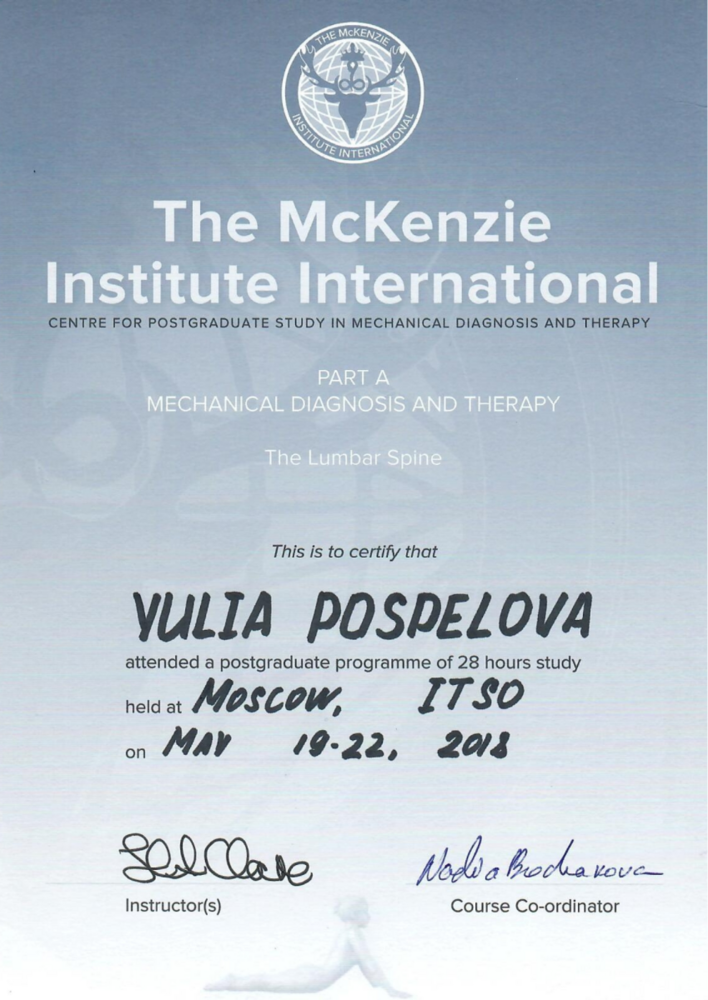 THE McKENZIE
INSTITUTE INTERNATIONAL
The McKenzie
Institute International
CENTRE FOR POSTGRADUATE STUDY IN MECHANICAL DIAGNOSIS AND THERAPY
PART A
MECHANICAL DIAGNOSIS AND THERAPY
The Lumbar Spine
This is to certify that
YULIA POSPELOVA
attended a postgraduate programme of 28 hours study
held at MOSCOW, ITSO
on MAY 19-22, 2018
Nadia
Instructor(s)
Course Co-ordinator